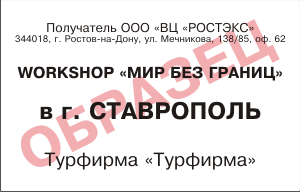 Получатель ООО «ВЦ «РОСТЭКС»
344018, г. Ростов-на-Дону, ул. Мечникова, 138/85, оф. 62
WORKSHOP «МИР БЕЗ ГРАНИЦ»
в г. СТАВРОПОЛЬ
Турфирма «Турфирма»
ОБРАЗЕЦ